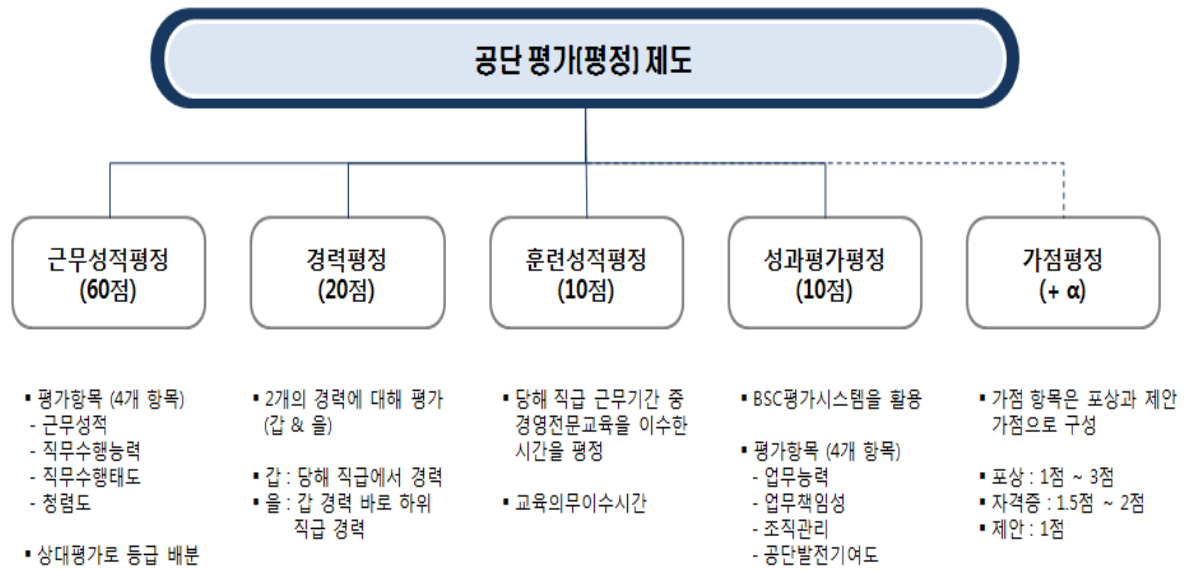 공단 평가(평정) 제도
근무성적평정
(60점)
경력평정
(20점)
훈련성적평정
(10점)
성과평가평정
(10점)
가점평정
(+ α)
▪ 평가항목 (4개 항목)
- 근무성적
- 직무수행능력
- 직무수행태도
- 청렴도
▪ 상대평가로 등급 배분
▪ 2개의 경력에 대해 평가
(갑 & 을)
▪ 갑 : 당해 직급에서 경력
▪ 을 : 갑 경력 바로 하위
직급 경력
▪ 당해 직급 근무기간 중
경영전문교육을 이수한
시간을 평정
▪ 교육의무이수시간
▪ BSC평가시스템을 활용
▪ 평가항목 (4개 항목)
- 업무능력
- 업무책임성
- 조직관리
- 공단발전기여도
▪ 가점 항목은 포상과 제안
가점으로 구성
▪ 포상 : 1점 ~ 3점
▪ 자격증 : 1.5점 ~ 2점
▪ 제안 : 1점